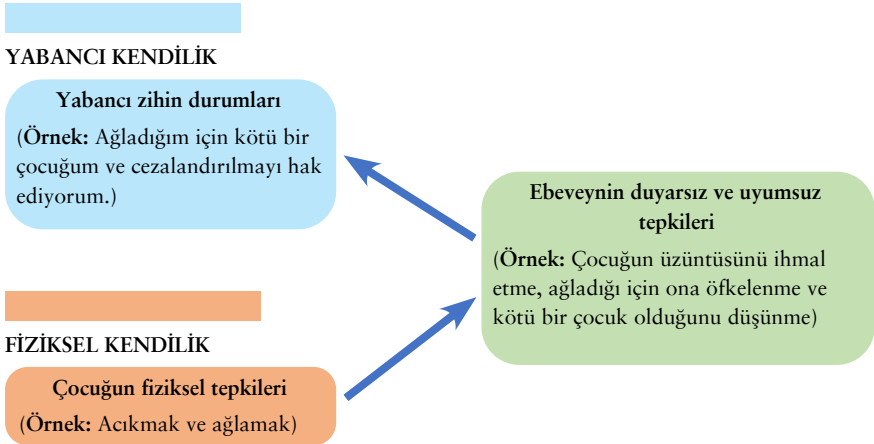 YABANCI KENDİLİK
Yabancı zihin durumları
(Örnek: Ağladığım için kötü bir
çocuğum ve cezalandırılmayı hak
ediyorum.)
Ebeveynin duyarsız ve uyumsuz
tepkileri
(Örnek: Çocuğun üzüntüsünü ihmal
etme, ağladığı için ona öfkelenme ve
kötü bir çocuk olduğunu düşünme)
FİZİKSEL KENDİLİK
Çocuğun fiziksel tepkileri
(Örnek: Acıkmak ve ağlamak)